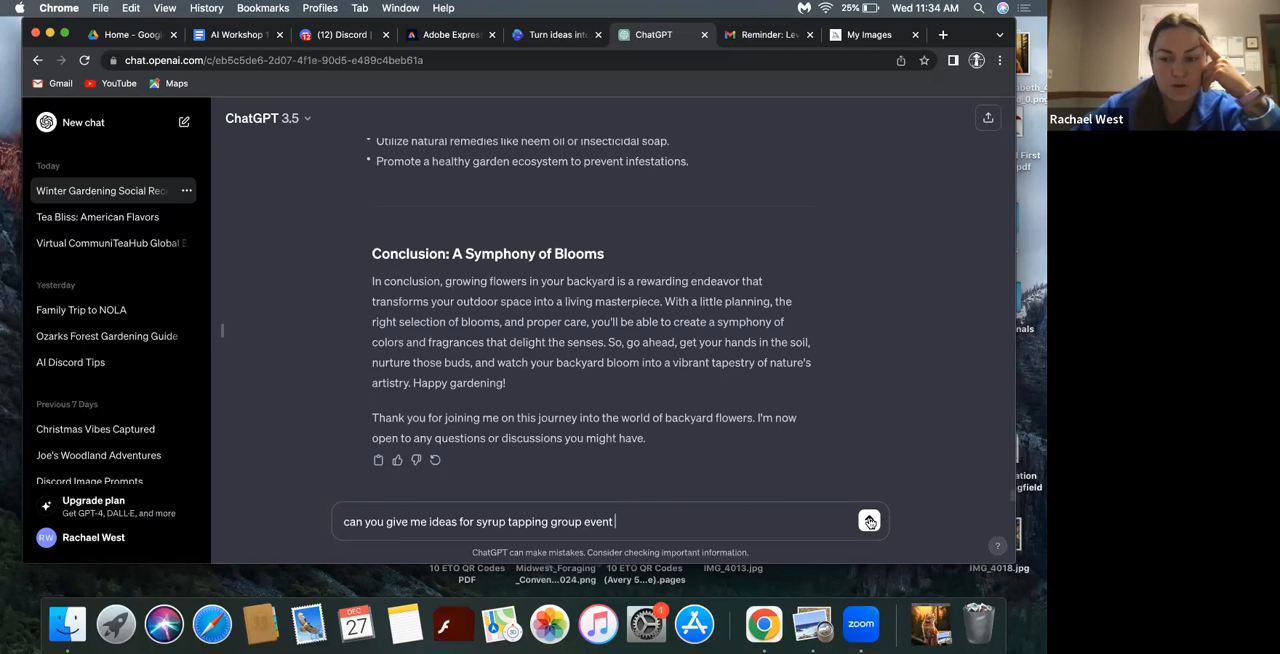 Chrome File Edit View History Bookmarks Profiles Tab Window Help
25% Wed 11:34 AM
Home - Goog
AI Workshop
(12) Discord |
Adobe Expres
Turn ideas int
ChatGPT
Reminder: Le
My Images
chat.openai.com/c/eb5c5de6-2d07-4f1e-90d5-e489c4beb61a
Gmail YouTube Maps
New chat
ChatGPT 3.5
Today
Winter Gardening Social Rec
Tea Bliss: American Flavors
Virtual CommuniTeaHub Global E
Yesterday
Family Trip to NOLA
Ozarks Forest Gardening Guide
AI Discord Tips
Previous 7 Days
Christmas Vibes Captured
Joe's Woodland Adventures
Discord Image Prompts
Upgrade plan
Get GPT-4, DALL·E, and more
RW Rachael West
• Utilize natural remedies like neem oil or insecticidal soap.
• Promote a healthy garden ecosystem to prevent infestations.
Conclusion: A Symphony of Blooms
In conclusion, growing flowers in your backyard is a rewarding endeavor that
transforms your outdoor space into a living masterpiece. With a little planning, the
right selection of blooms, and proper care, you'll be able to create a symphony of
colors and fragrances that delight the senses. So, go ahead, get your hands in the soil,
nurture those buds, and watch your backyard bloom into a vibrant tapestry of nature's
artistry. Happy gardening!
Thank you for joining me on this journey into the world of backyard flowers. I'm now
open to any questions or discussions you might have.
can you give me ideas for syrup tapping group event
ChatGPT can make mistakes. Consider checking important information.
?
Rachael West
First
pdf
ation
gfield
10 ETO QR Codes
PDF
Midwest_Foraging
_Conven...024.png
10 ETO QR Codes
(Avery 5...e).pages
IMG_4013.jpg
IMG_4018.jpg
DEC
27
1
zoom